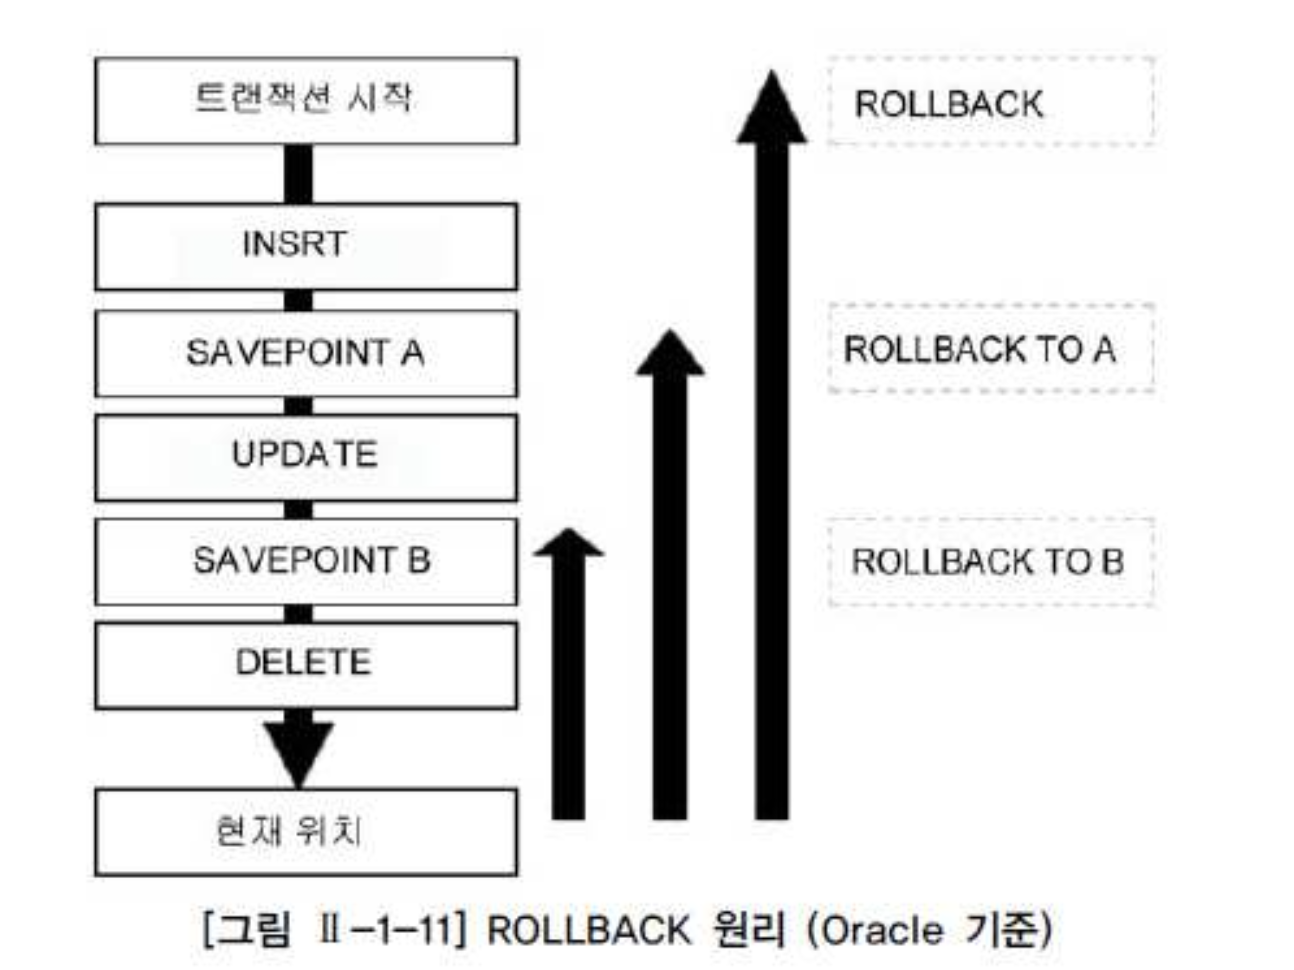 트랜잭션 시작
ROLLBACK
INSRT
SAVEPOINT A
ROLLBACK TO A
UPDATE
SAVEPOINT B
ROLLBACK TO B
DELETE
현재 위치
[그림 Ⅱ-1-11] ROLLBACK 원리 (Oracle 기준)